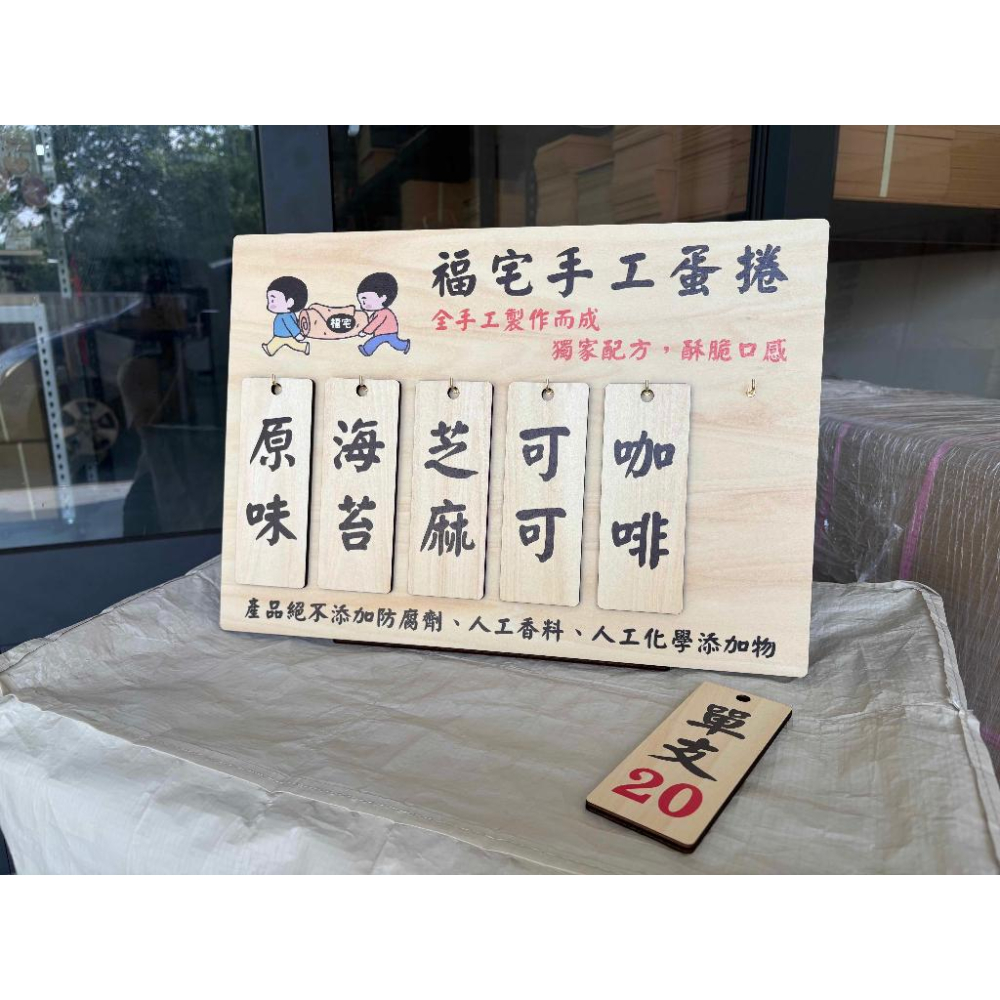 福宅手工蛋捲
全手工製作而成
獨家配方，酥脆口感
福宅
原味
海苔
芝麻
可可
咖啡
產品絕不添加防腐劑、人工香料、人工化學添加物
單支
20